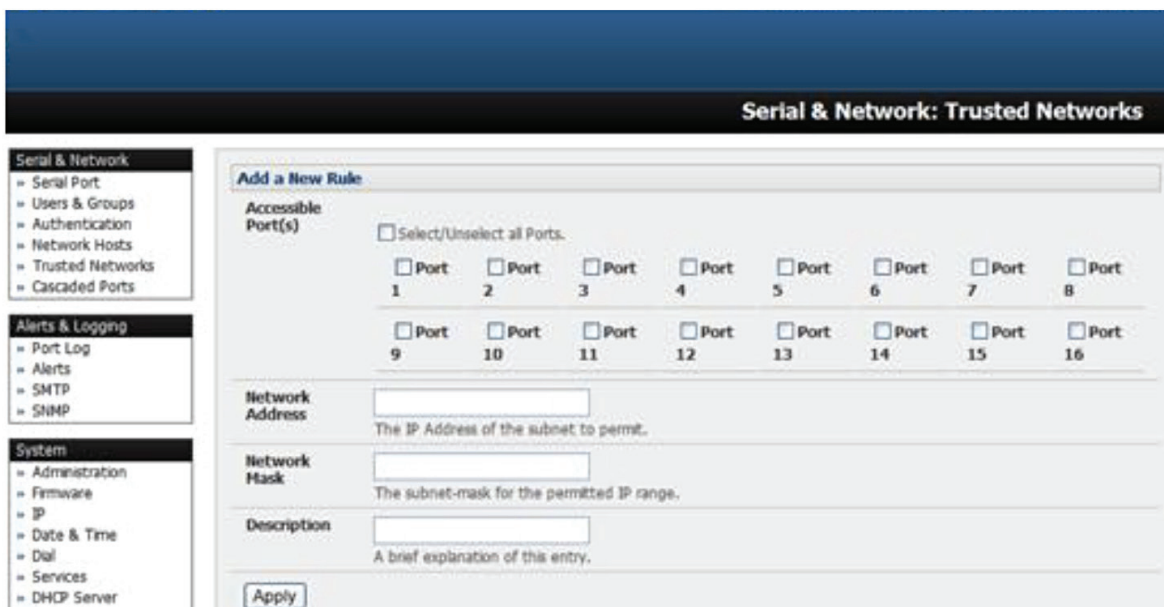 Serial & Network: Trusted Networks
Serial & Network
Serial Port
Users & Groups
Authentication
Network Hosts
Trusted Networks
Cascaded Ports
Alerts & Logging
Port Log
Alerts
SMTP
SNMP
System
Administration
Firmware
IP
Date & Time
Dial
Services
DHCP Server
Add a New Rule
Accessible
Port(s)
Select/Unselect all Ports.
Port Port Port Port Port Port Port Port
1 2 3 4 5 6 7 8
Port Port Port Port Port Port Port Port
9 10 11 12 13 14 15 16
Network
Address
The IP Address of the subnet to permit.
Network
Mask
The subnet-mask for the permitted IP range.
Description
A brief explanation of this entry.
Apply